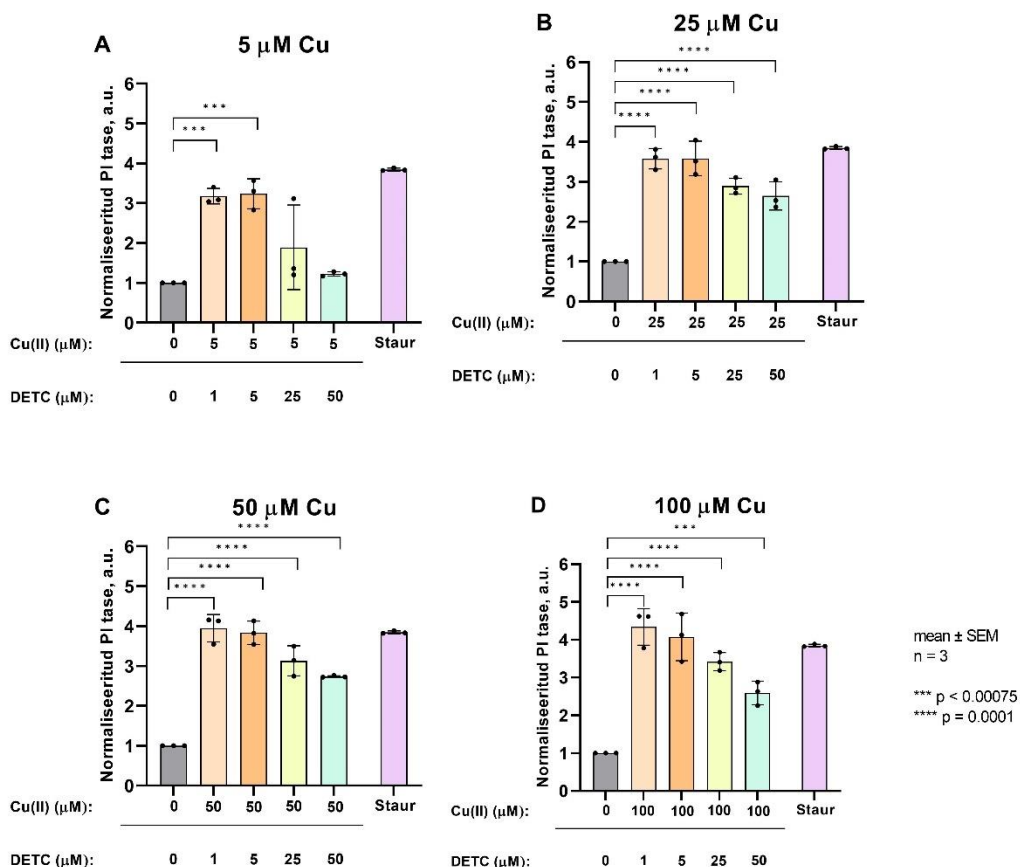 A
5 μM Cu
Normaliseeritud PI tase, a.u.
6
5
4
3
2
1
0
***
***
Cu(II) (μM): 0 5 5 5 5 Staur
DETC (μM): 0 1 5 25 50
B
25 μM Cu
Normaliseeritud PI tase, a.u.
6
5
4
3
2
1
0
****
****
****
****
Cu(II) (μM): 0 25 25 25 25 Staur
DETC (μM): 0 1 5 25 50
C
50 μM Cu
Normaliseeritud PI tase, a.u.
6
5
4
3
2
1
0
****
****
****
****
Cu(II) (μM): 0 50 50 50 50 Staur
DETC (μM): 0 1 5 25 50
D
100 μM Cu
Normaliseeritud PI tase, a.u.
6
5
4
3
2
1
0
***
****
****
****
Cu(II) (μM): 0 100 100 100 100 Staur
DETC (μM): 0 1 5 25 50
mean ± SEM
n = 3
*** p < 0.00075
**** p = 0.0001